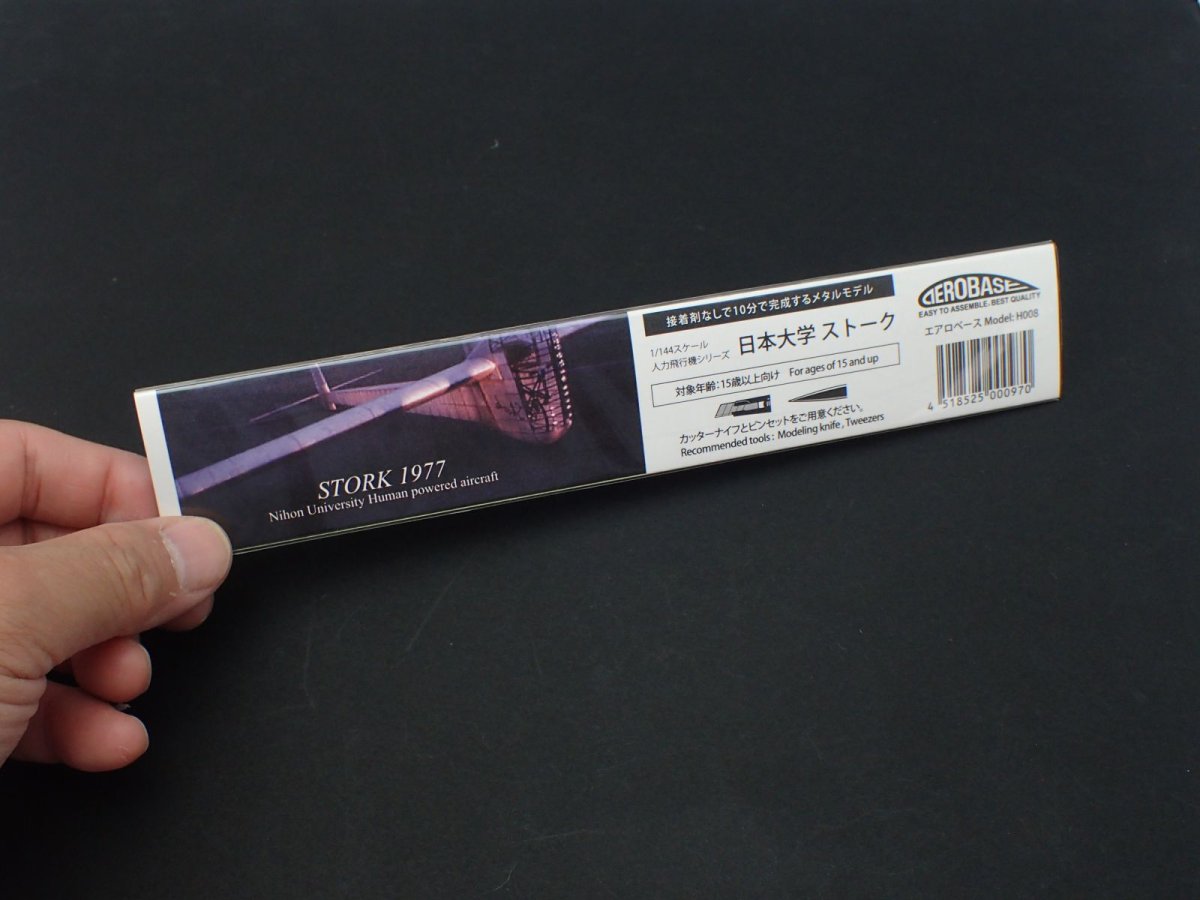 STORK 1977
Nihon University Human powered aircraft
接着剤なしで10分で完成するメタルモデル
1/144スケール
人力飛行機シリーズ
日本大学 ストーク
対象年齢：15歳以上向け For ages of 15 and up
カッターナイフとピンセットをご用意ください。
Recommended tools : Modeling knife , Tweezers
AEROBASE
EASY TO ASSEMBLE. BEST QUALITY
エアロベース Model: H008
4 518525 000970